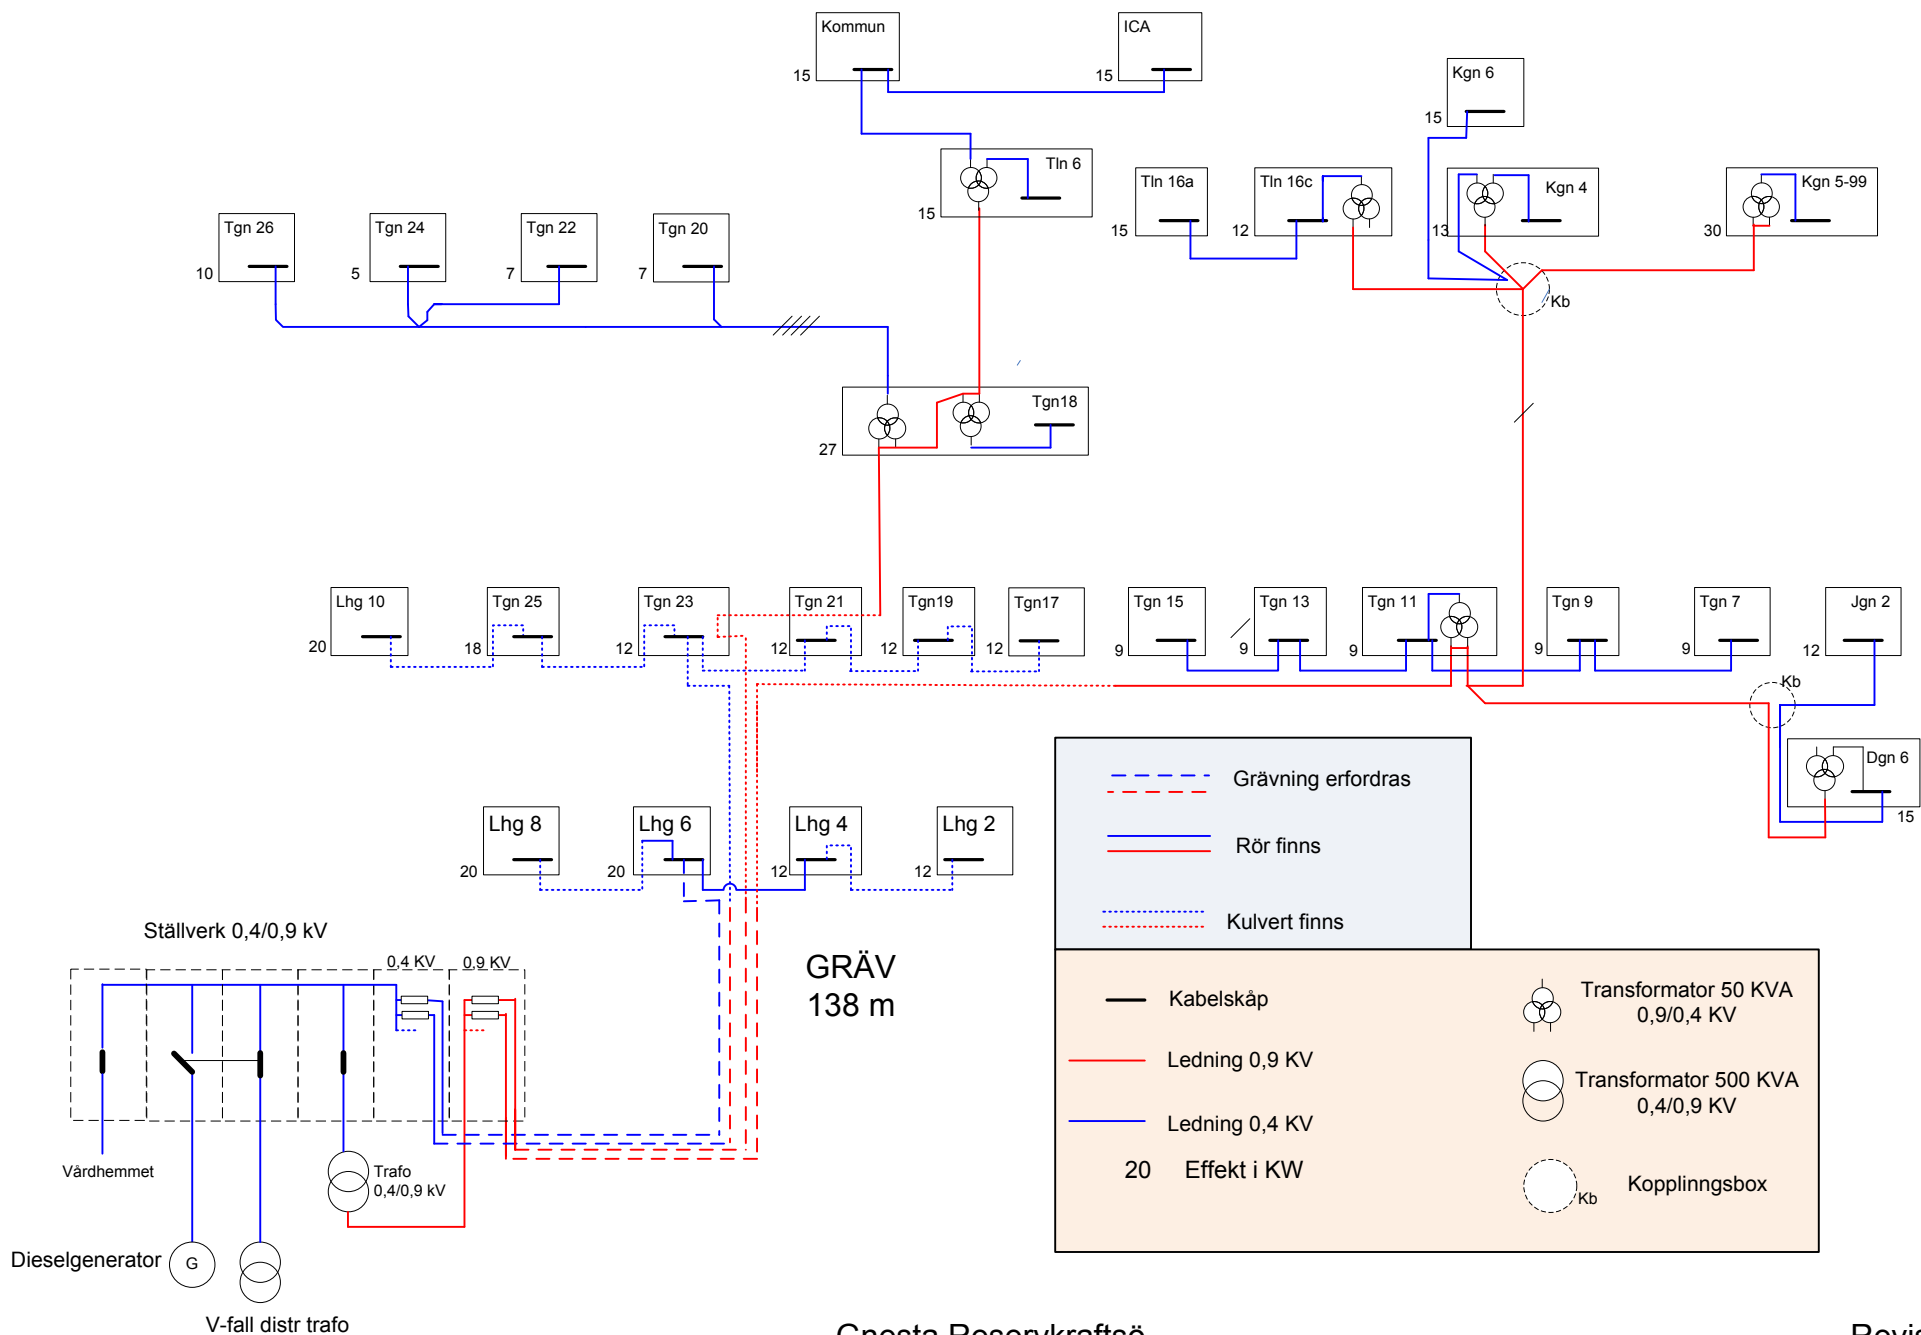 Kommun
15
ICA
15
Kgn 6
15
Tln 6
15
Tln 16a
15
Tln 16c
12
Kgn 4
13
Kgn 5-99
30
Kb
Tgn 26
10
Tgn 24
5
Tgn 22
7
Tgn 20
7
Tgn18
27
Lhg 10
20
Tgn 25
18
Tgn 23
12
Tgn 21
12
Tgn19
12
Tgn17
12
Tgn 15
9
Tgn 13
9
Tgn 11
9
Tgn 9
9
Tgn 7
9
Jgn 2
12
Kb
Dgn 6
15
Lhg 8
20
Lhg 6
20
Lhg 4
12
Lhg 2
12
Grävning erfordras
Rör finns
Kulvert finns
Ställverk 0,4/0,9 kV
0,4 KV
0,9 KV
GRÄV
138 m
Kabelskåp
Ledning 0,9 KV
Ledning 0,4 KV
20 Effekt i KW
Transformator 50 KVA
0,9/0,4 KV
Transformator 500 KVA
0,4/0,9 KV
Kb
Kopplinngsbox
Vårdhemmet
Trafo
0,4/0,9 kV
Dieselgenerator
G
V-fall distr trafo
Gnesta Reservkraftsö
Revis